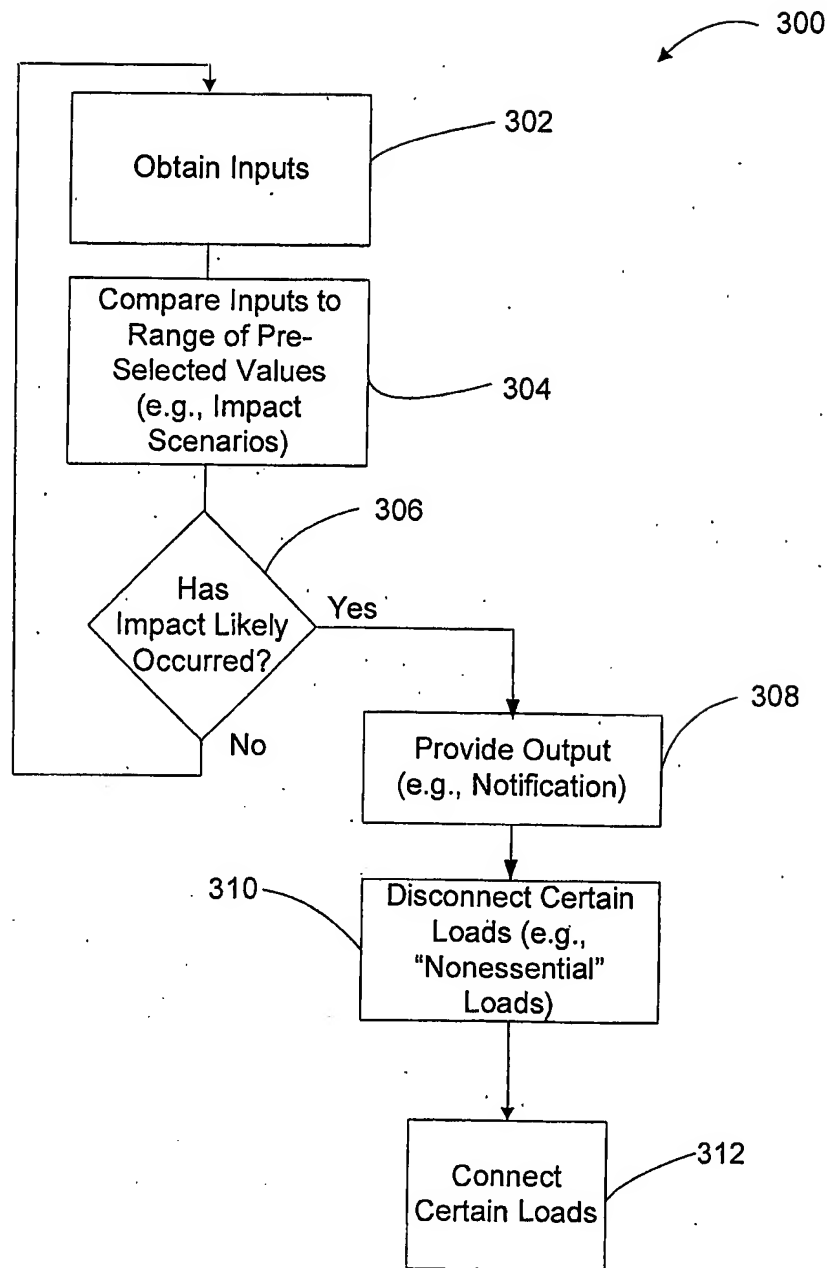 300
302
Obtain Inputs
Compare Inputs to
Range of Pre-
Selected Values
(e.g., Impact
Scenarios)
304
306
Has
Impact Likely
Occurred?
Yes
No
308
Provide Output
(e.g., Notification)
310
Disconnect Certain
Loads (e.g.,
“Nonessential”
Loads)
312
Connect
Certain Loads